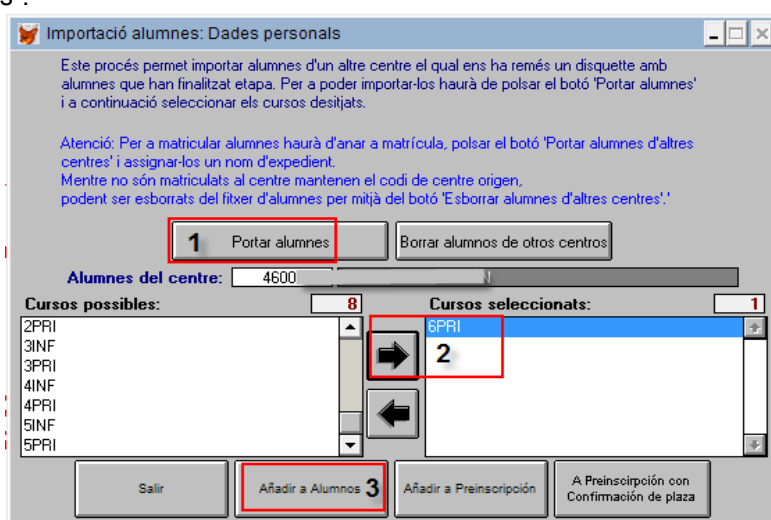 s :
Importació alumnes: Dades personals
Este procés permet importar alumnes d'un altre centre el qual ens ha remés un disquette amb
alumnes que han finalitzat etapa. Per a poder importar-los haurà de polsar el botó 'Portar alumnes'
i a continuació seleccionar els cursos desitjats.
Atenció: Per a matricular alumnes haurà d'anar a matrícula, polsar el botó 'Portar alumnes d'altres
centres' i assignar-los un nom d'expedient.
Mentre no són matriculats al centre mantenen el codi de centre origen,
podent ser esborrats del fitxer d'alumnes per mitjà del botó 'Esborrar alumnes d'altres centres'.'
1 Portar alumnes
Borrar alumnos de otros centros
Alumnes del centre: 4600
Cursos possibles: 8
Cursos seleccionats: 1
2PRI
3INF
3PRI
4INF
4PRI
5INF
5PRI
6PRI
2
Salir
Añadir a Alumnos 3
Añadir a Preinscripción
A Preinscirpción con
Confirmación de plaza